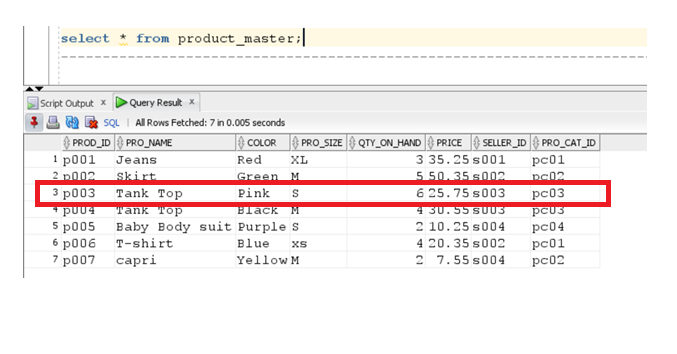 select * from product_master;
Script Output x Query Result x
SQL | All Rows Fetched: 7 in 0.005 seconds
PROD_ID PRO_NAME COLOR PRO_SIZE QTY_ON_HAND PRICE SELLER_ID PRO_CAT_ID
1 p001 Jeans Red XL 3 35.25 s001 pc01
2 p002 Skirt Green M 5 50.35 s002 pc02
3 p003 Tank Top Pink S 6 25.75 s003 pc03
4 p004 Tank Top Black M 4 30.55 s003 pc03
5 p005 Baby Body suit Purple S 2 10.25 s004 pc04
6 p006 T-shirt Blue xs 4 20.35 s002 pc01
7 p007 capri Yellow M 2 7.55 s004 pc02